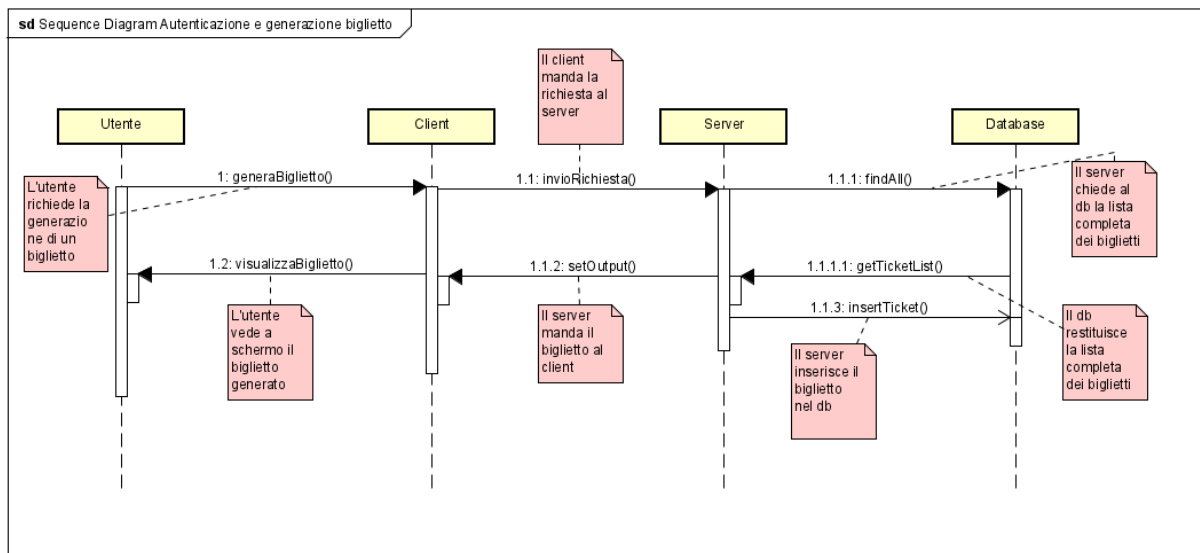 sd Sequence Diagram Autenticazione e generazione biglietto
Il client
manda la
richiesta al
server
Utente
Client
Server
Database
L'utente
richiede la
generazio
ne di un
biglietto
1: generaBiglietto()
1.1: invioRichiesta()
1.1.1: findAll()
Il server
chiede al
db la lista
completa
dei biglietti
1.2: visualizzaBiglietto()
1.1.2: setOutput()
1.1.1.1: getTicketList()
1.1.3: insertTicket()
L'utente
vede a
schermo il
biglietto
generato
Il server
manda il
biglietto al
client
Il server
inserisce il
biglietto
nel db
Il db
restituisce
la lista
completa
dei biglietti